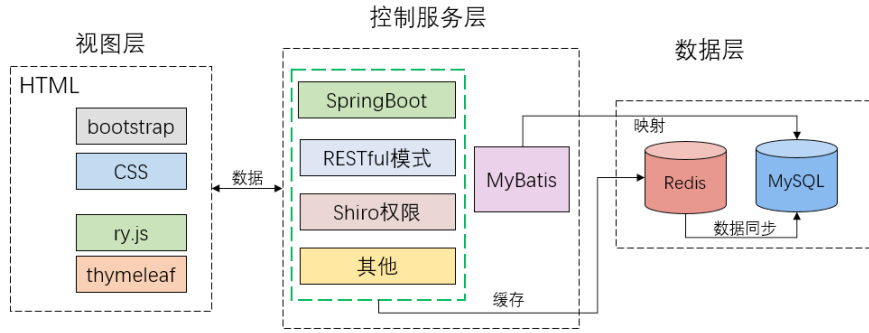 视图层
HTML
bootstrap
CSS
ry.js
thymeleaf
数据
控制服务层
SpringBoot
RESTful模式
Shiro权限
其他
MyBatis
映射
缓存
数据层
Redis
MySQL
数据同步